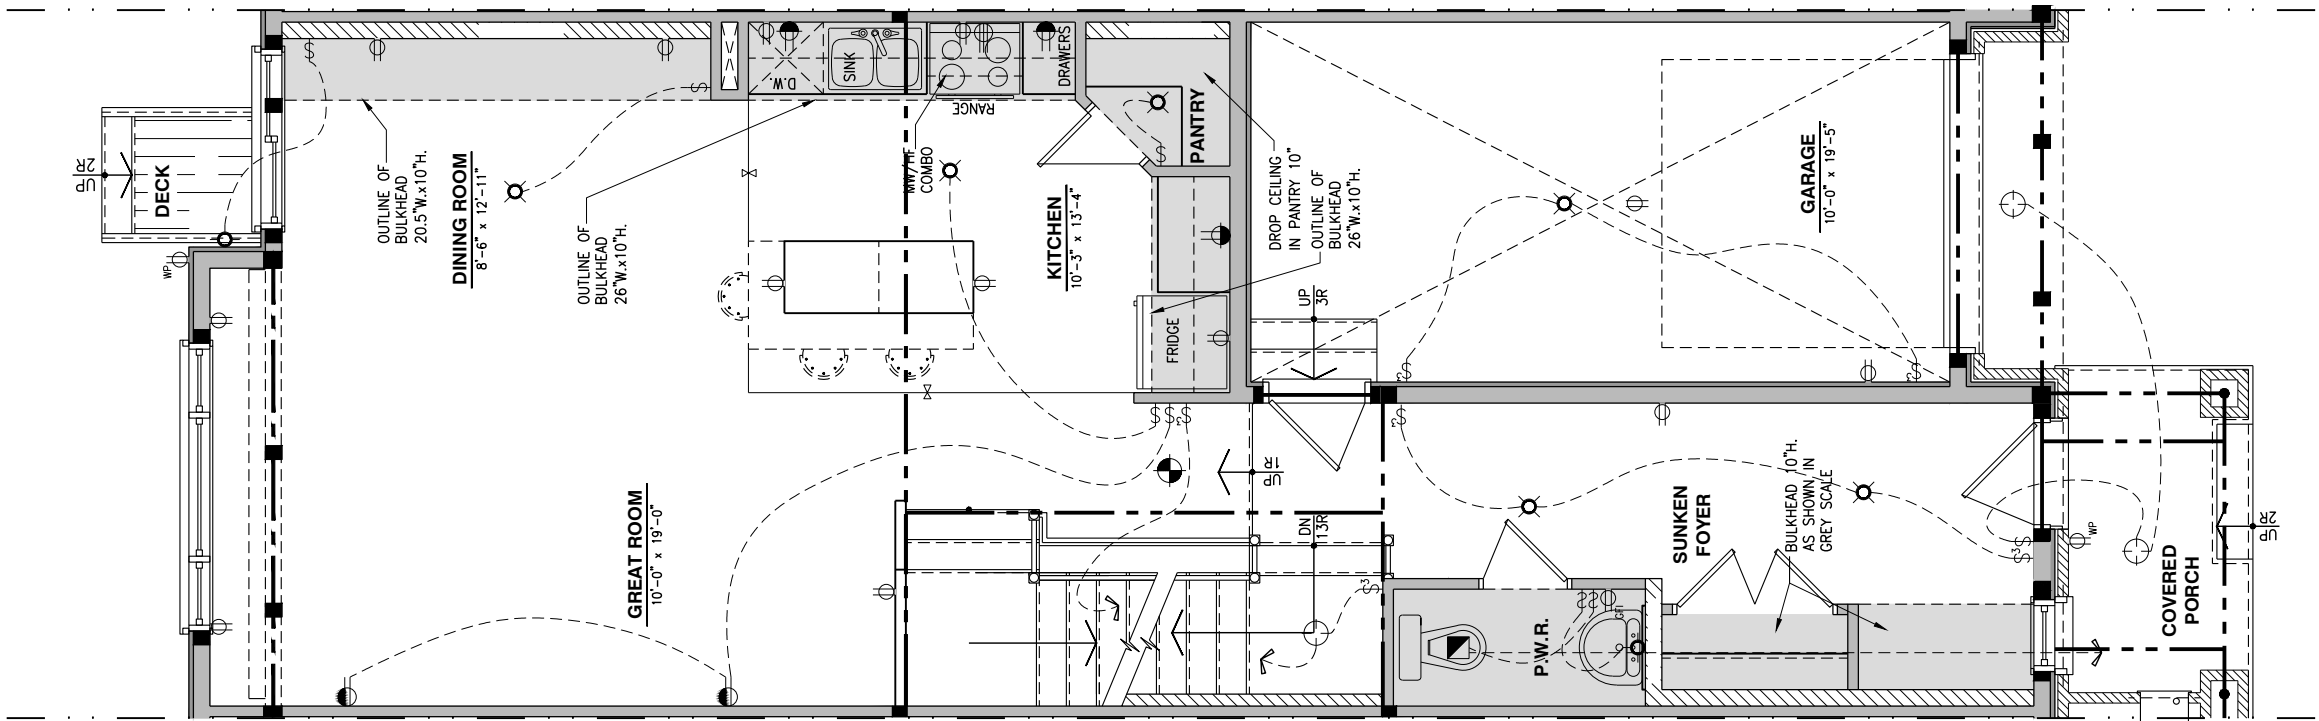 UP
2R
DECK
OUTLINE OF
BULKHEAD
20.5"W.x10"H.
DINING ROOM
8'-6" x 12'-11"
OUTLINE OF
BULKHEAD
26"W.x10"H.
D.W.
SINK
RANGE
DRAWERS
MW/HF
COMBO
KITCHEN
10'-3" x 13'-4"
PANTRY
FRIDGE
DROP CEILING
IN PANTRY 10"
OUTLINE OF
BULKHEAD
26"W.x10"H.
UP
3R
GARAGE
10'-0" x 19'-5"
WP
GREAT ROOM
10'-0" x 19'-0"
UP
1R
DN
13R
P.W.R.
GFI
SUNKEN
FOYER
BULKHEAD 10"H.
AS SHOWN IN
GREY SCALE
WP
COVERED
PORCH
UP
2R